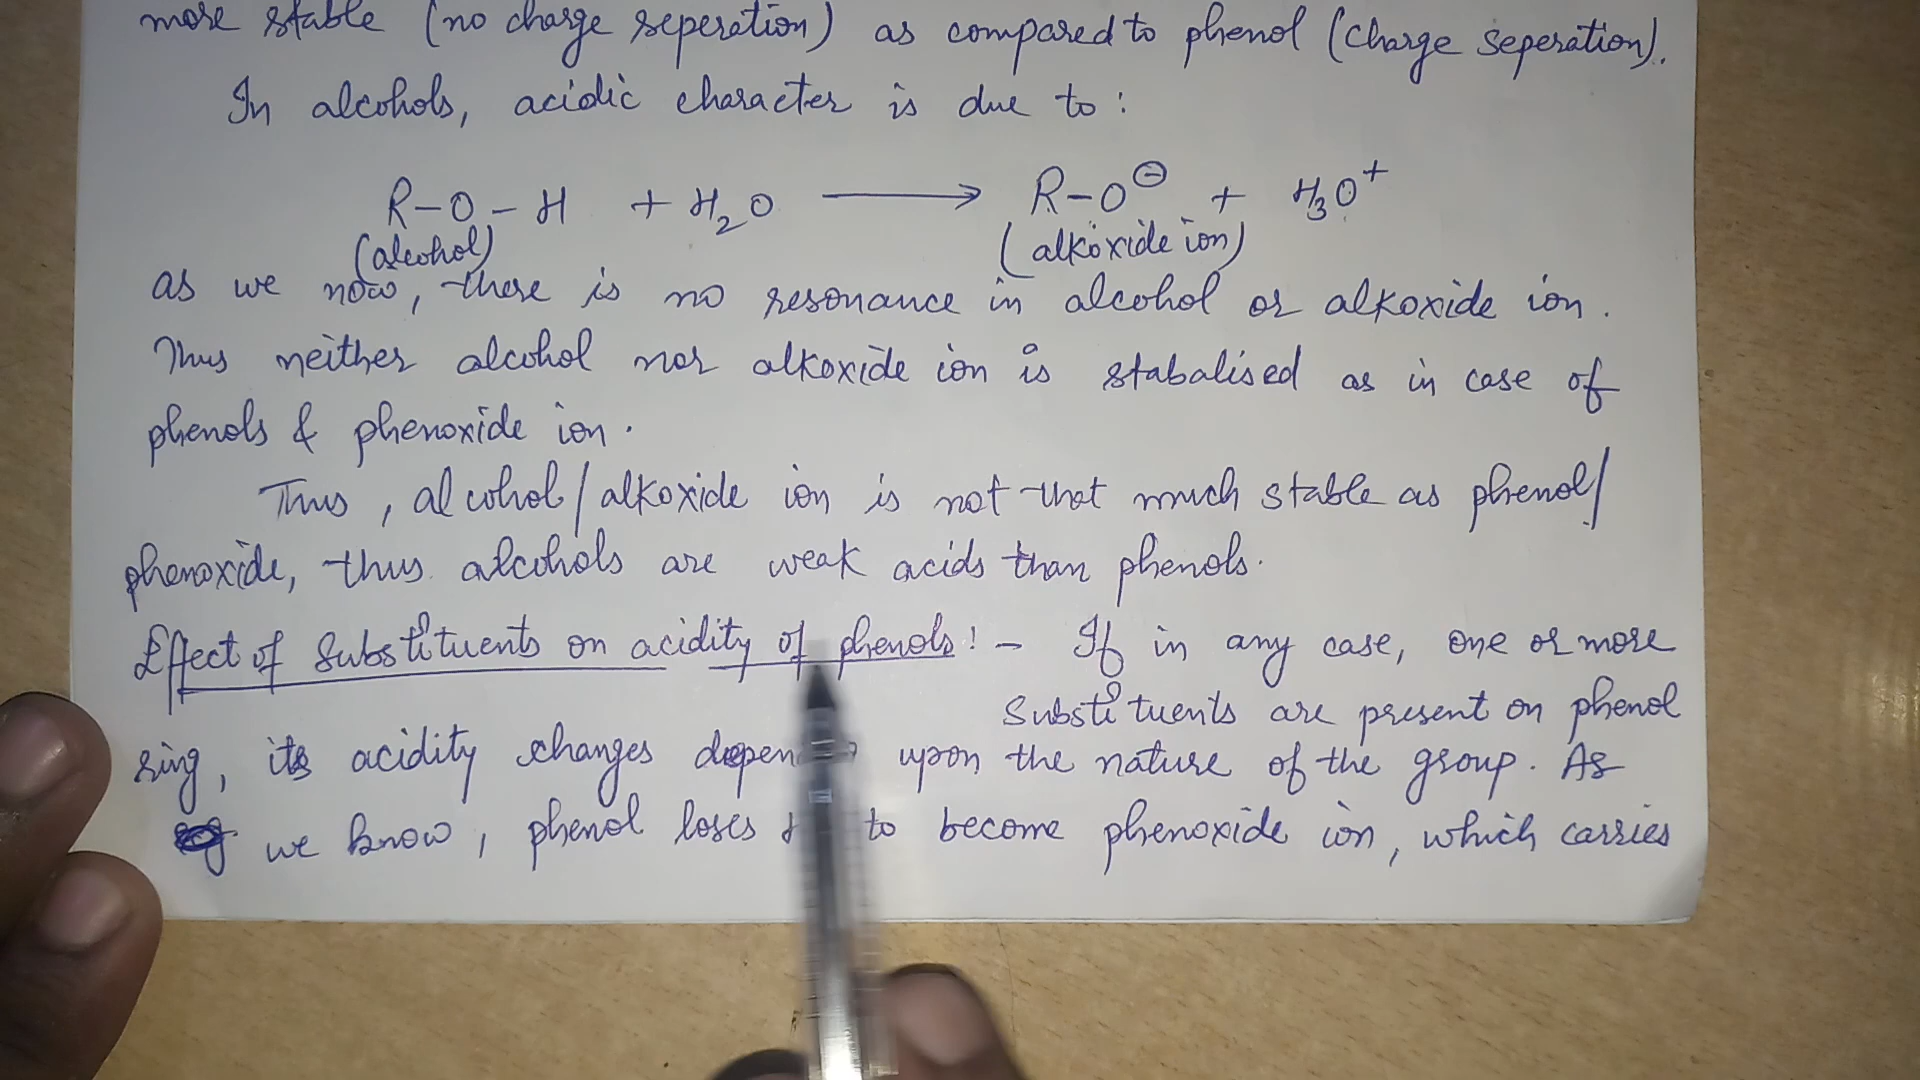 more stable (no charge seperation) as compared to phenol (Charge seperation).
In alcohols, acidic character is due to:
R-O-H + H₂O ⟶ R-O⊖ + H₃O⁺
(alcohol) (alkoxide ion)
as we now, there is no resonance in alcohol or alkoxide ion.
Thus neither alcohol nor alkoxide ion is stabalised as in case of
phenols & phenoxide ion.
Thus, alcohol/alkoxide ion is not that much stable as phenol/
phenoxide, thus alcohols are weak acids than phenols.
Effect of Substituents on acidity of phenols:- If in any case, one or more
Substituents are present on phenol
ring, its acidity changes upon the nature of the group. As
we know, phenol loses to become phenoxide ion, which carries